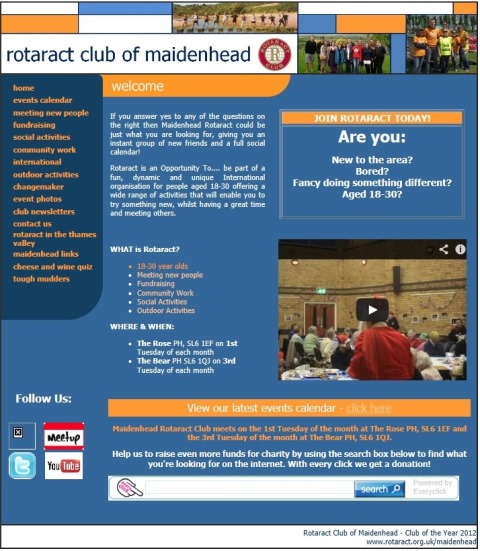 rotaract club of maidenhead
ROTARACT
CLUB
home
events calendar
meeting new people
fundraising
social activities
community work
international
outdoor activities
changemaker
event photos
club newsletters
contact us
rotaract in the thames
valley
maidenhead links
cheese and wine quiz
tough mudders
welcome
If you answer yes to any of the questions on
the right then Maidenhead Rotaract could be
just what you are looking for, giving you an
instant group of new friends and a full social
calendar!
Rotaract is an Opportunity To.... be part of a
fun, dynamic and unique International
organisation for people aged 18-30 offering a
wide range of activities that will enable you to
try something new, whilst having a great time
and meeting others.
JOIN ROTARACT TODAY!
Are you:
New to the area?
Bored?
Fancy doing something different?
Aged 18-30?
WHAT is Rotaract?
18-30 year olds
Meeting new people
Fundraising
Community Work
Social Activities
Outdoor Activities
WHERE & WHEN:
The Rose PH, SL6 1EF on 1st
Tuesday of each month
The Bear PH, SL6 1QJ on 3rd
Tuesday of each month
Follow Us:
meetup
You Tube
View our latest events calendar - click here
Maidenhead Rotaract Club meets on the 1st Tuesday of the month at The Rose PH, SL6 1EF and
the 3rd Tuesday of the month at The Bear PH, SL6 1QJ.
Help us to raise even more funds for charity by using the search box below to find what
you're looking for on the internet. With every click we get a donation!
search
Powered by
Everyclick
Rotaract Club of Maidenhead - Club of the Year 2012
www.rotaract.org.uk/maidenhead